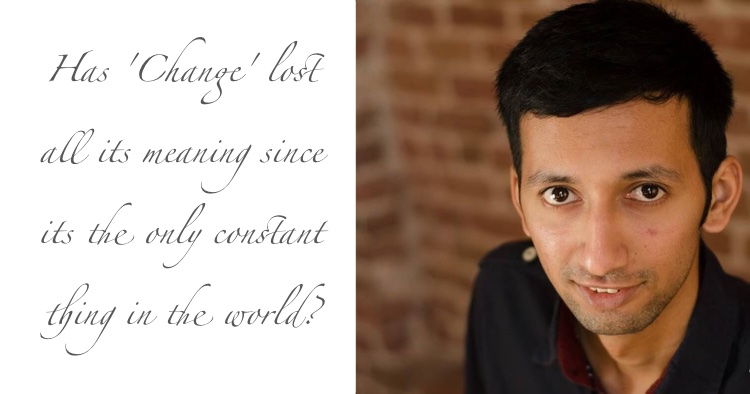 Has 'Change' lost
all its meaning since
its the only constant
thing in the world?